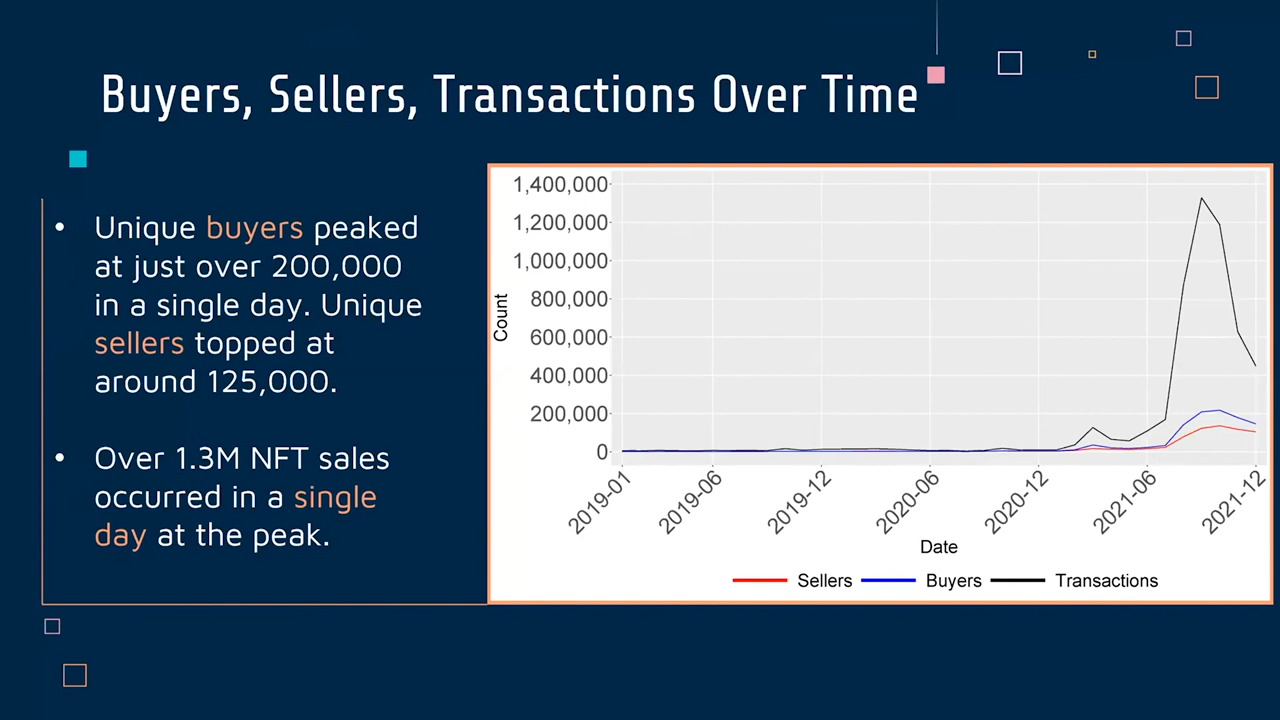 Buyers, Sellers, Transactions Over Time
• Unique buyers peaked
at just over 200,000
in a single day. Unique
sellers topped at
around 125,000.
• Over 1.3M NFT sales
occurred in a single
day at the peak.
Count
1,400,000
1,200,000
1,000,000
800,000
600,000
400,000
200,000
0
2019-01 2019-06 2019-12 2020-06 2020-12 2021-06 2021-12
Date
Sellers Buyers Transactions